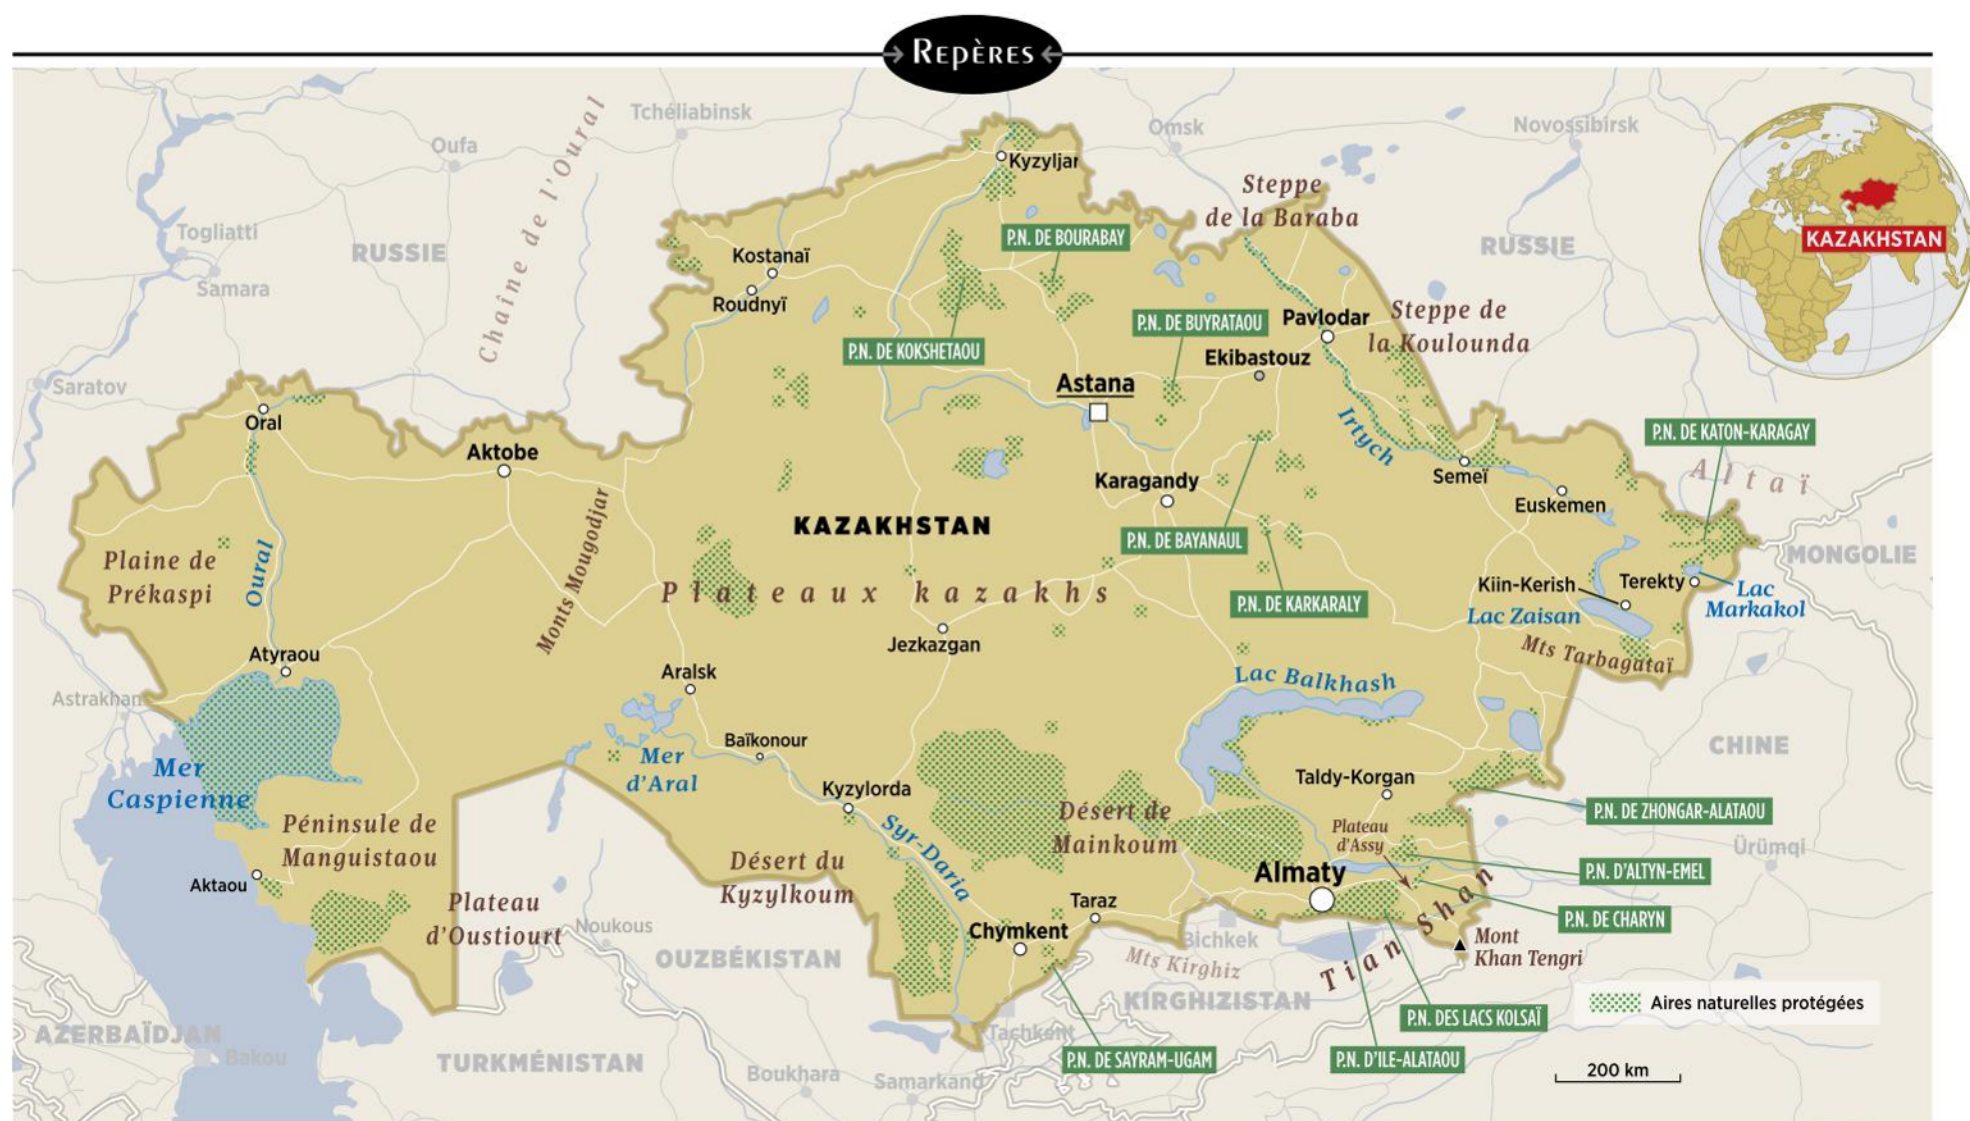 REPÈRES
Tchéliabinsk
Omsk
Novossibirsk
Oufa
Kyzyljar
Chaîne de l'Oural
Steppe
de la Baraba
Togliatti
RUSSIE
P.N. DE BOURABAY
RUSSIE
KAZAKHSTAN
Samara
Kostanaï
Roudnyï
P.N. DE BUYRATAOU
Pavlodar
Steppe de
la Koulounda
P.N. DE KOKSHETAOU
Ekibastouz
Saratov
Astana
Oral
Irtych
P.N. DE KATON-KARAGAY
Aktobe
Karagandy
Semeï
Altaï
Euskemen
KAZAKHSTAN
P.N. DE BAYANAUL
MONGOLIE
Plaine de
Prékaspi
Oural
Monts Mougodjar
Plateaux kazakhs
P.N. DE KARKARALY
Kiin-Kerish
Terekty
Lac
Markakol
Lac Zaisan
Jezkazgan
Mts Tarbagataï
Atyraou
Aralsk
Lac Balkhash
Astrakhan
Baïkonour
CHINE
Mer
Caspienne
Mer
d'Aral
Taldy-Korgan
Kyzylorda
P.N. DE ZHONGAR-ALATAOU
Péninsule de
Manguistaou
Syr-Daria
Désert de
Mainkoum
Plateau
d'Assy
Ürümqi
Désert du
Kyzylkoum
Almaty
P.N. D'ALTYN-EMEL
Aktaou
Plateau
d'Oustiourt
Taraz
P.N. DE CHARYN
Noukous
Chymkent
Bichkek
Tian Shan
Mont
Khan Tengri
OUZBÉKISTAN
Mts Kirghiz
KIRGHIZISTAN
Aires naturelles protégées
P.N. DES LACS KOLSAÏ
AZERBAÏDJAN
Bakou
TURKMÉNISTAN
Tachkent
P.N. DE SAYRAM-UGAM
P.N. D'ILE-ALATAOU
Boukhara
Samarkand
200 km